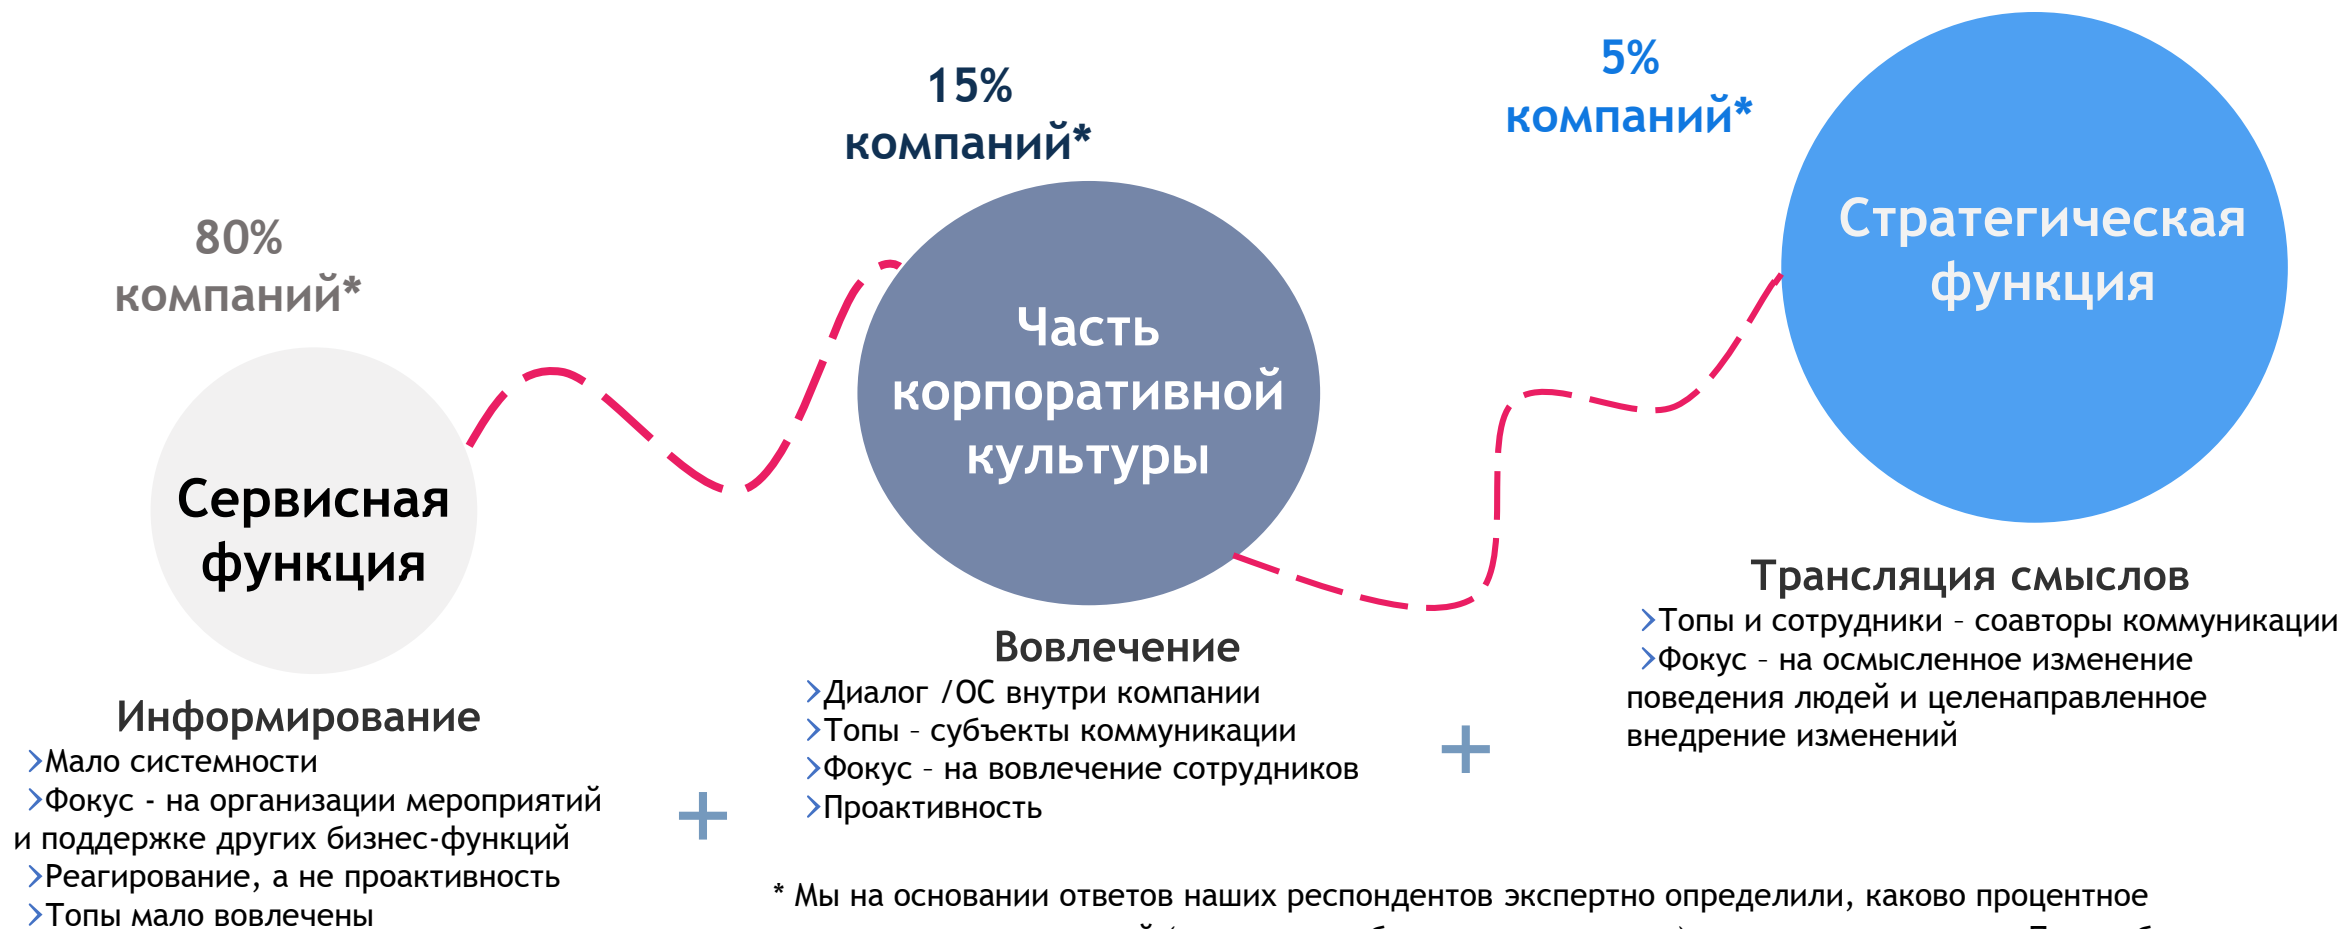 80%
компаний*
Сервисная
функция
Информирование
Мало системности
Фокус - на организации мероприятий
и поддержке других бизнес-функций
Реагирование, а не проактивность
Топы мало вовлечены
+
15%
компаний*
Часть
корпоративной
культуры
Вовлечение
Диалог /ОС внутри компании
Топы – субъекты коммуникации
Фокус – на вовлечение сотрудников
Проактивность
+
5%
компаний*
Стратегическая
функция
Трансляция смыслов
Топы и сотрудники – соавторы коммуникации
Фокус – на осмысленное изменение
поведения людей и целенаправленное
внедрение изменений
* Мы на основании ответов наших респондентов экспертно определили, каково процентное